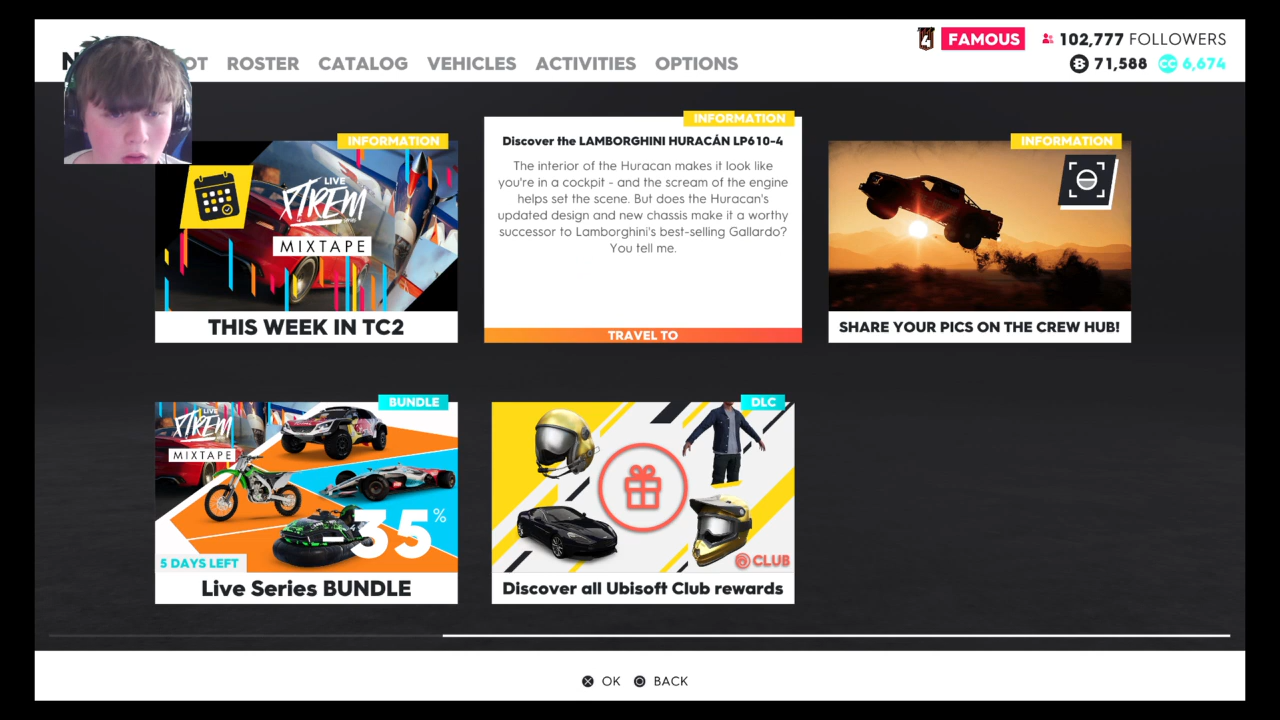 FAMOUS 102,777 FOLLOWERS
71,588 CC 6,674
ROSTER CATALOG VEHICLES ACTIVITIES OPTIONS
INFORMATION
LIVE
XTREM
MIXTAPE
THIS WEEK IN TC2
INFORMATION
Discover the LAMBORGHINI HURACÁN LP610-4
The interior of the Huracan makes it look like
you're in a cockpit - and the scream of the engine
helps set the scene. But does the Huracan's
updated design and new chassis make it a worthy
successor to Lamborghini's best-selling Gallardo?
You tell me.
TRAVEL TO
INFORMATION
SHARE YOUR PICS ON THE CREW HUB!
BUNDLE
LIVE
XTREM
MIXTAPE
-35%
5 DAYS LEFT
Live Series BUNDLE
DLC
CLUB
Discover all Ubisoft Club rewards
OK BACK